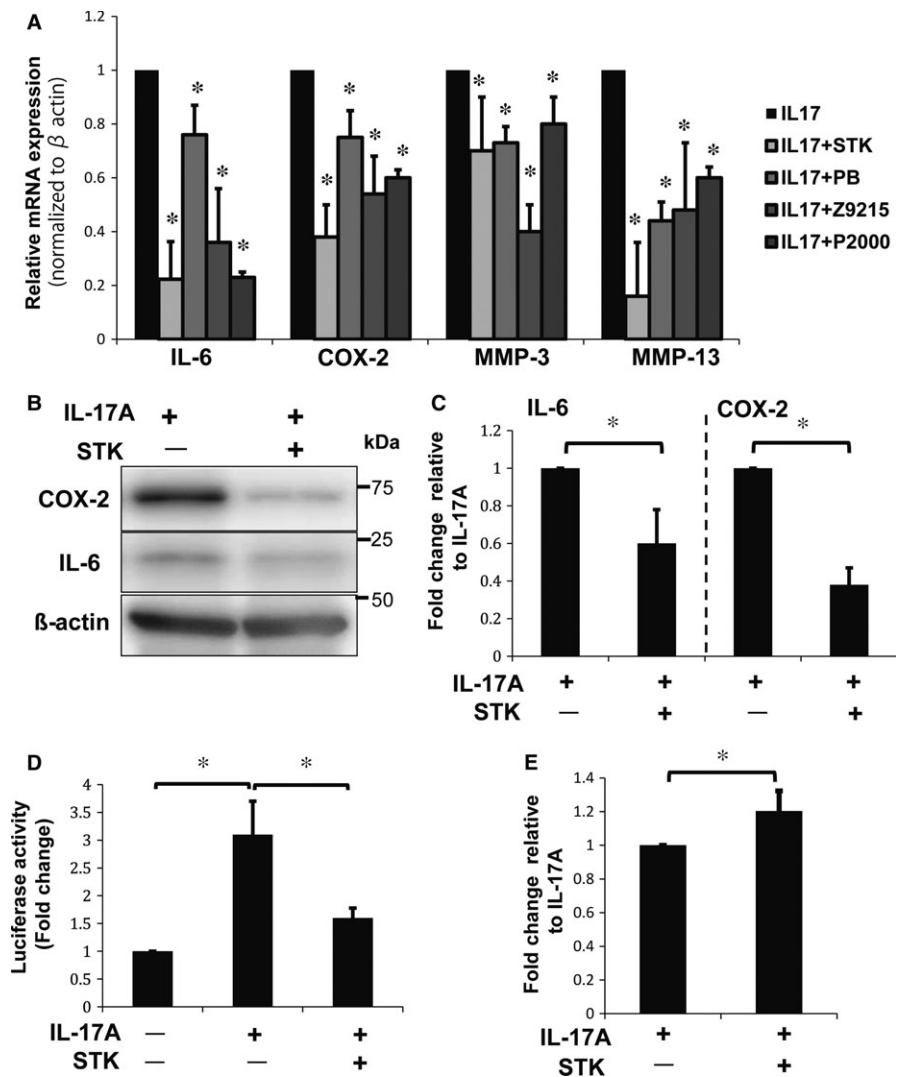 A
Relative mRNA expression
(normalized to β actin)
1.2
1
0.8
0.6
0.4
0.2
0
* * * *
* * * *
* * * *
* * * *
IL-6 COX-2 MMP-3 MMP-13
IL17
IL17+STK
IL17+PB
IL17+Z9215
IL17+P2000
B
IL-17A + +
STK — +
kDa
COX-2
75
IL-6
25
ß-actin
50
C
IL-6 COX-2
* *
Fold change relative
to IL-17A
1.2
1
0.8
0.6
0.4
0.2
0
IL-17A + + + +
STK — + — +
D
* *
Luciferase activity
(Fold change)
4
3.5
3
2.5
2
1.5
1
0.5
0
IL-17A — + +
STK — — +
E
*
Fold change relative
to IL-17A
1.4
1.2
1
0.8
0.6
0.4
0.2
0
IL-17A + +
STK — +